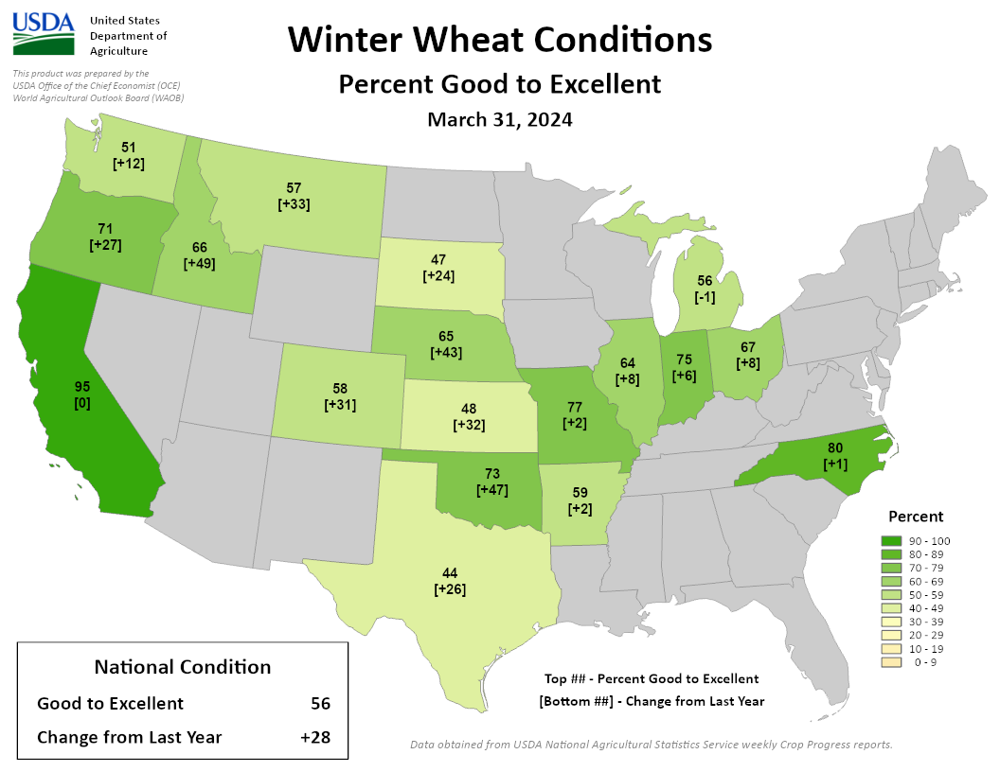 USDA
United States
Department of
Agriculture
This product was prepared by the
USDA Office of the Chief Economist (OCE)
World Agricultural Outlook Board (WAOB)
Winter Wheat Conditions
Percent Good to Excellent
March 31, 2024
51
[+12]
57
[+33]
71
[+27]
66
[+49]
47
[+24]
56
[-1]
65
[+43]
64
[+8]
75
[+6]
67
[+8]
95
[0]
58
[+31]
48
[+32]
77
[+2]
80
[+1]
73
[+47]
59
[+2]
44
[+26]
Percent
90 - 100
80 - 89
70 - 79
60 - 69
50 - 59
40 - 49
30 - 39
20 - 29
10 - 19
0 - 9
National Condition
Good to Excellent 56
Change from Last Year +28
Top ## - Percent Good to Excellent
[Bottom ##] - Change from Last Year
Data obtained from USDA National Agricultural Statistics Service weekly Crop Progress reports.